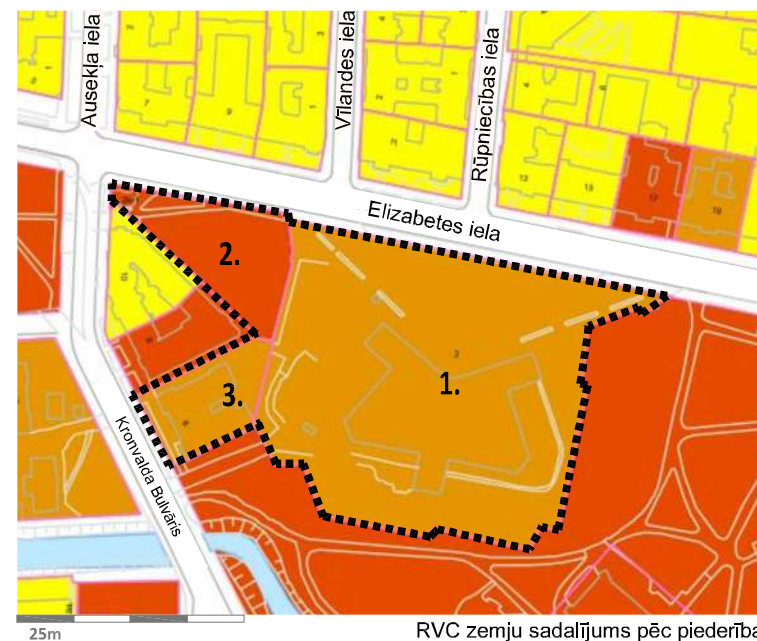 Ausekļa iela
Vīlandes iela
Rūpniecības iela
Elizabetes iela
2.
1.
3.
Kronvalda Bulvāris
25m
RVC zemju sadalījums pēc piederība